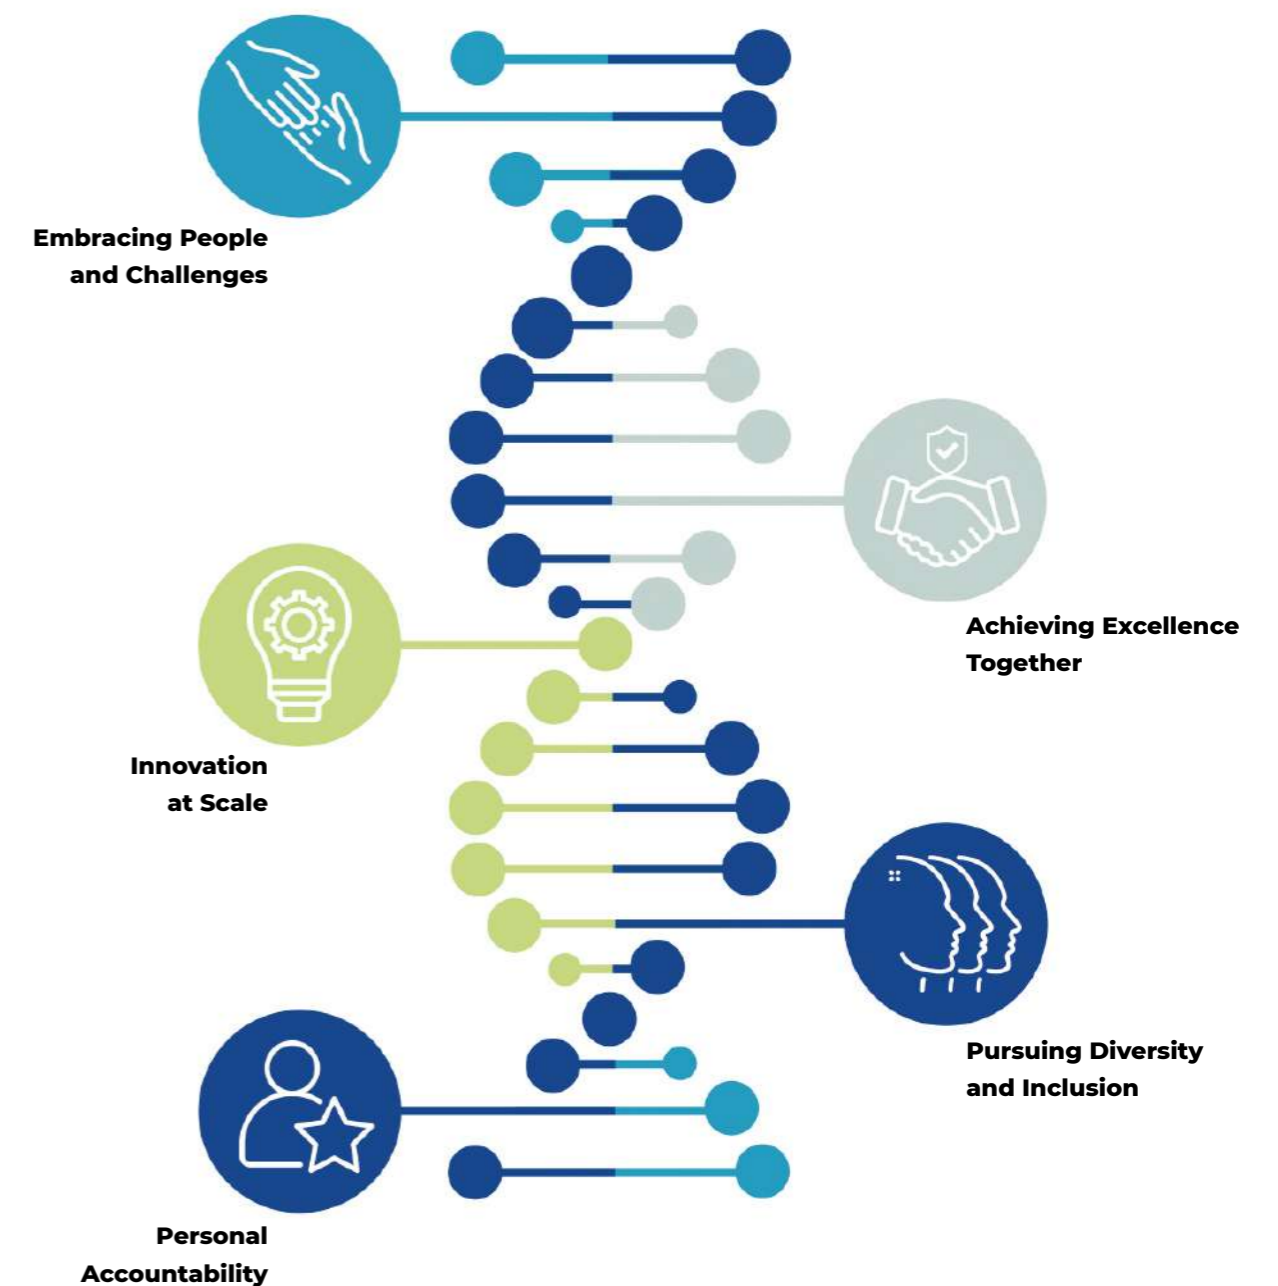 Embracing People
and Challenges
Achieving Excellence
Together
Innovation
at Scale
Pursuing Diversity
and Inclusion
Personal
Accountability